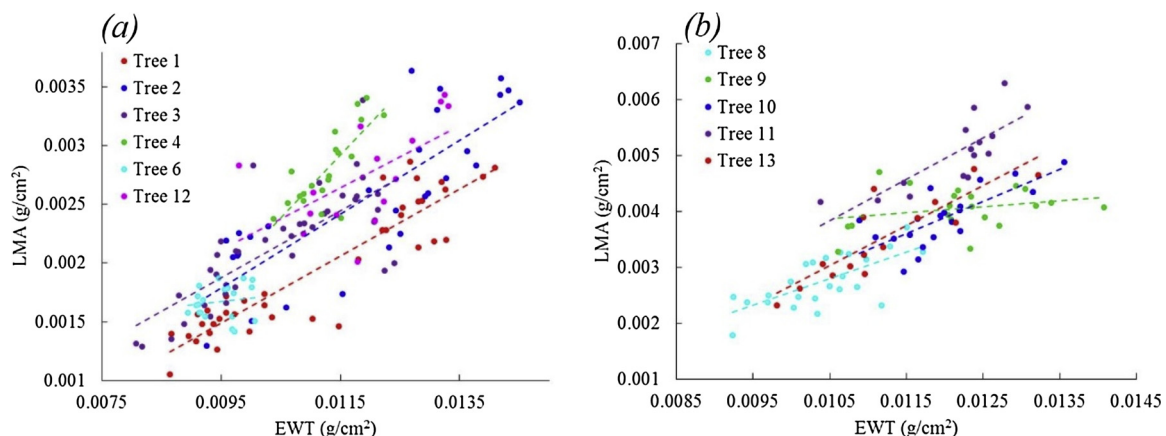 (a)
Tree 1
Tree 2
Tree 3
Tree 4
Tree 6
Tree 12
LMA (g/cm²)
0.0035
0.003
0.0025
0.002
0.0015
0.001
0.0075 0.0095 0.0115 0.0135
EWT (g/cm²)
(b)
Tree 8
Tree 9
Tree 10
Tree 11
Tree 13
LMA (g/cm²)
0.007
0.006
0.005
0.004
0.003
0.002
0.001
0.0085 0.0095 0.0105 0.0115 0.0125 0.0135 0.0145
EWT (g/cm²)